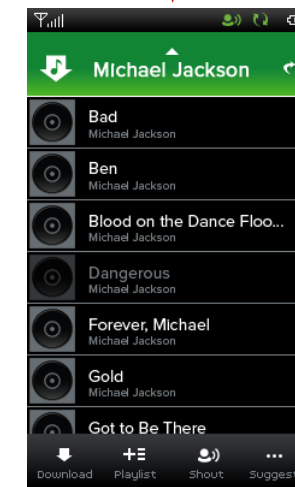 Michael Jackson
Bad
Michael Jackson
Ben
Michael Jackson
Blood on the Dance Floo...
Michael Jackson
Dangerous
Michael Jackson
Forever, Michael
Michael Jackson
Gold
Michael Jackson
Got to Be There
Download Playlist Shout Suggest